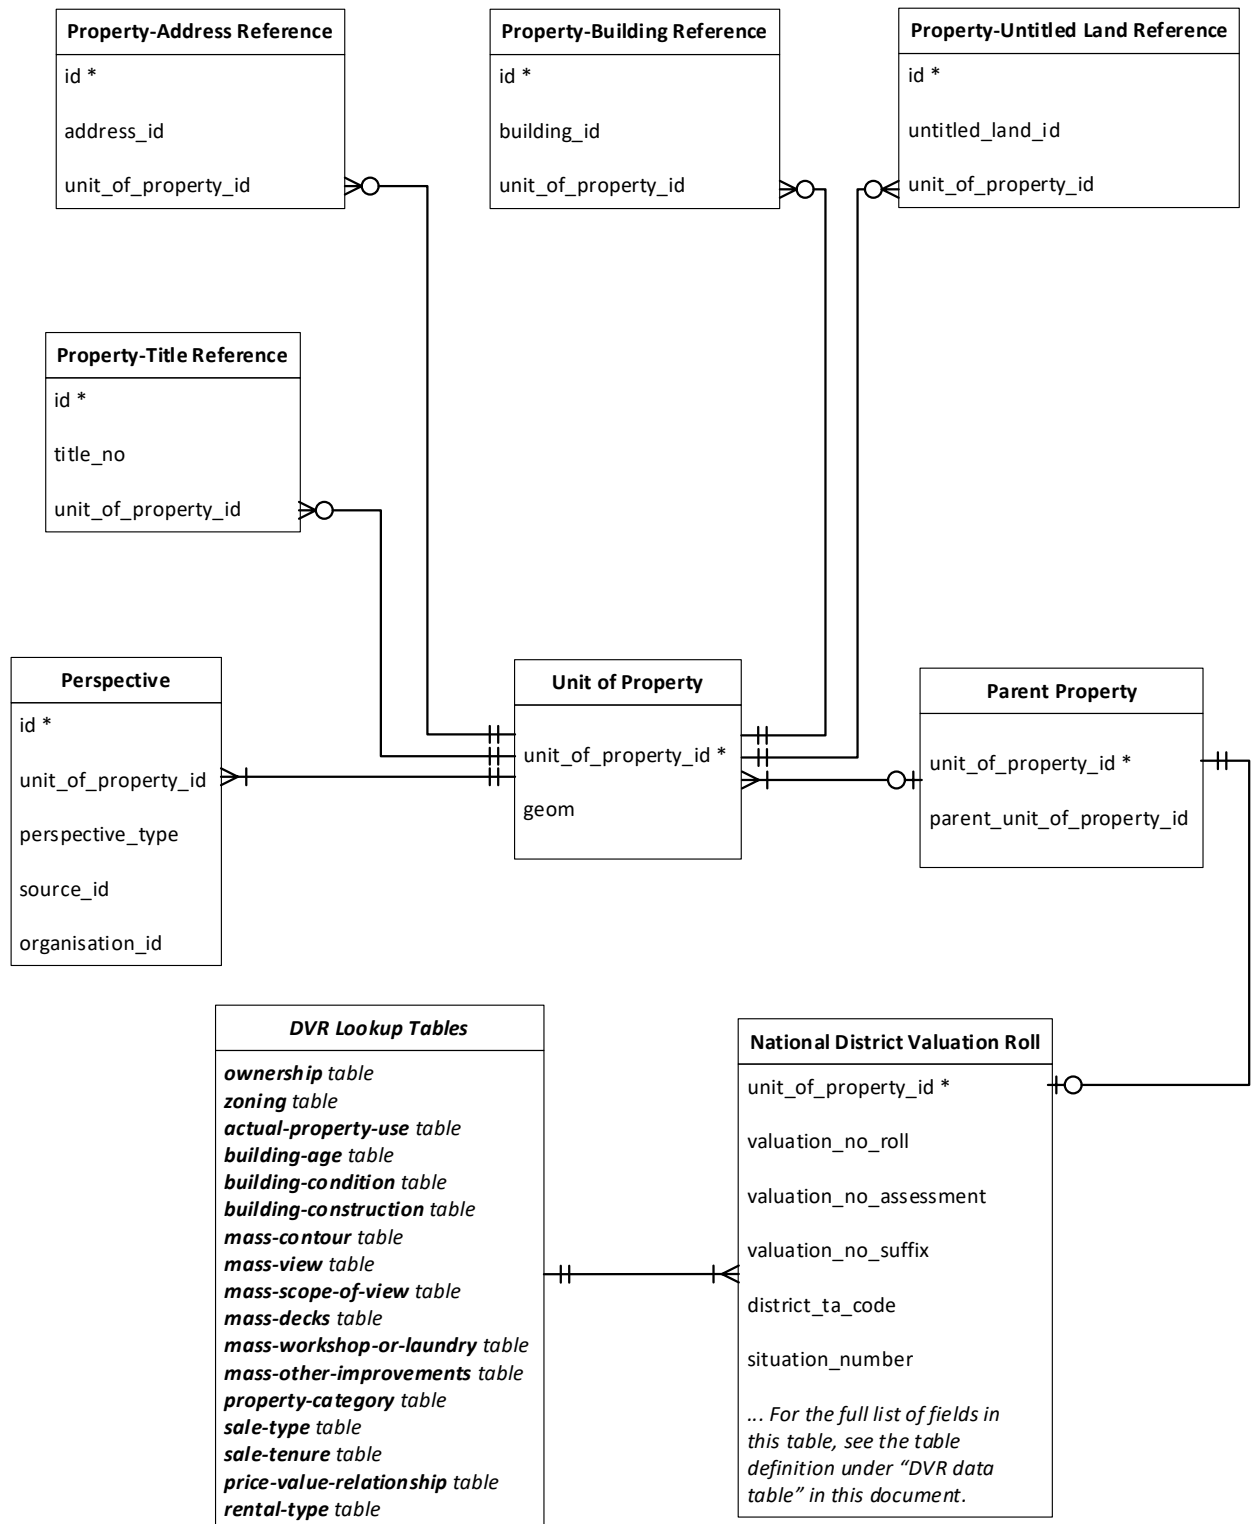 Property-Address Reference
id *
address_id
unit_of_property_id
Property-Building Reference
id *
building_id
unit_of_property_id
Property-Untitled Land Reference
id *
untitled_land_id
unit_of_property_id
Property-Title Reference
id *
title_no
unit_of_property_id
Perspective
id *
unit_of_property_id
perspective_type
source_id
organisation_id
Unit of Property
unit_of_property_id *
geom
Parent Property
unit_of_property_id *
parent_unit_of_property_id
DVR Lookup Tables
ownership table
zoning table
actual-property-use table
building-age table
building-condition table
building-construction table
mass-contour table
mass-view table
mass-scope-of-view table
mass-decks table
mass-workshop-or-laundry table
mass-other-improvements table
property-category table
sale-type table
sale-tenure table
price-value-relationship table
rental-type table
National District Valuation Roll
unit_of_property_id *
valuation_no_roll
valuation_no_assessment
valuation_no_suffix
district_ta_code
situation_number
... For the full list of fields in
this table, see the table
definition under “DVR data
table” in this document.